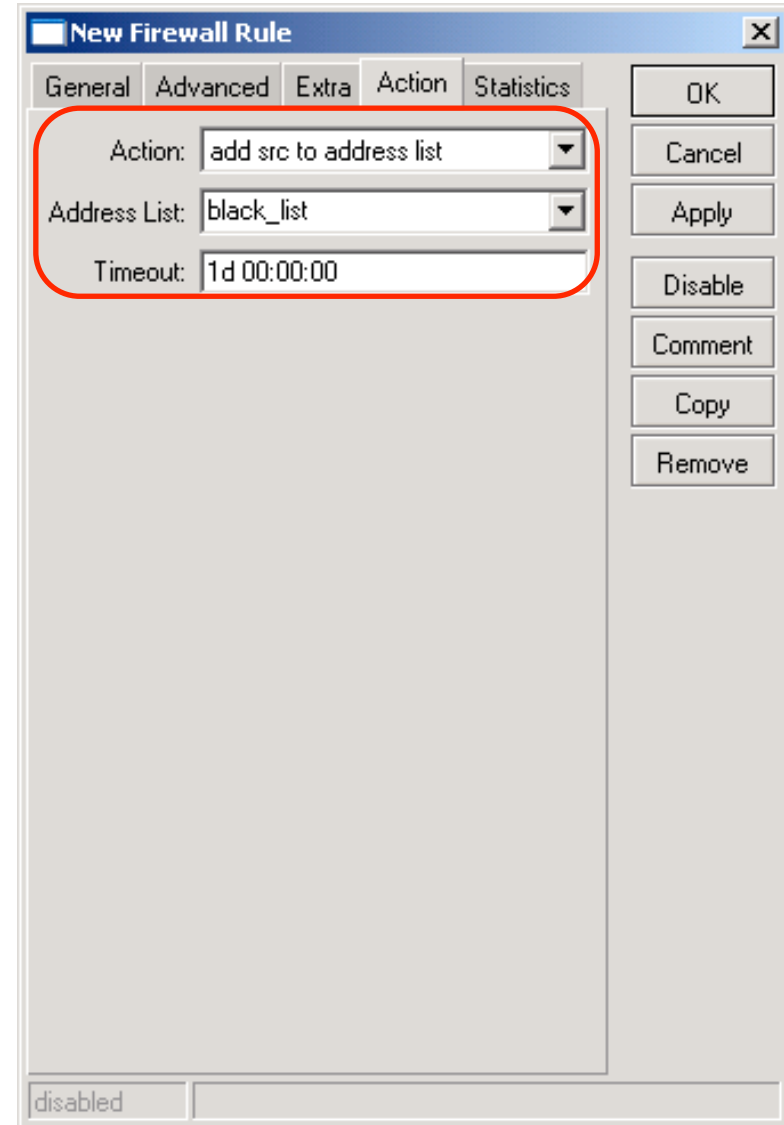 New Firewall Rule
General Advanced Extra Action Statistics
Action: add src to address list
Address List: black_list
Timeout: 1d 00:00:00
OK
Cancel
Apply
Disable
Comment
Copy
Remove
disabled